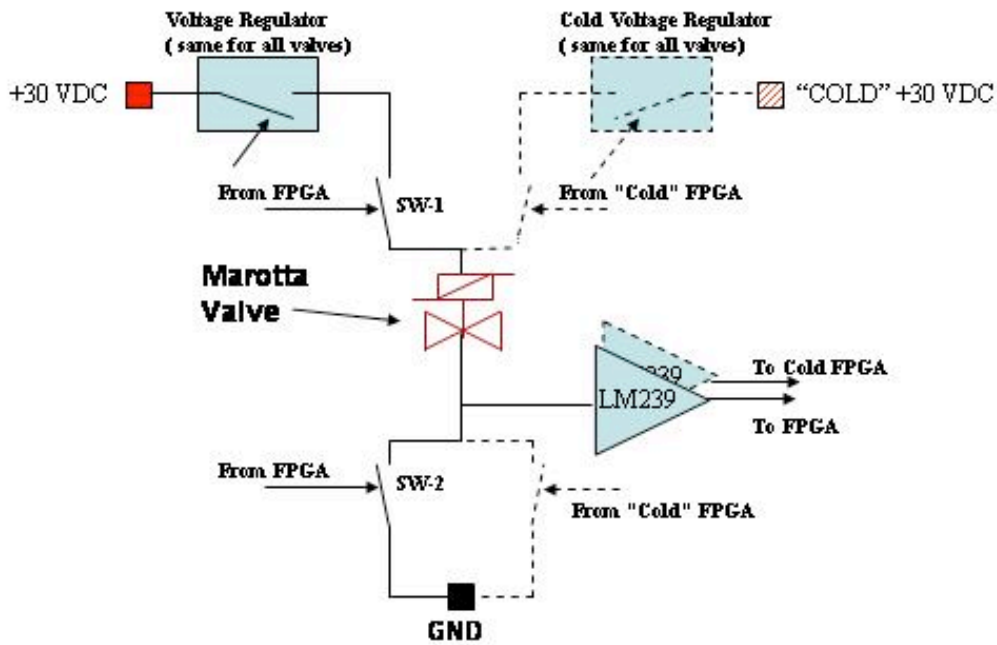 Voltage Regulator
( same for all valves)
Cold Voltage Regulator
( same for all valves)
+30 VDC
"COLD" +30 VDC
From FPGA
From "Cold" FPGA
SW-1
Marotta
Valve
239
LM239
To Cold FPGA
To FPGA
From FPGA
SW-2
From "Cold" FPGA
GND